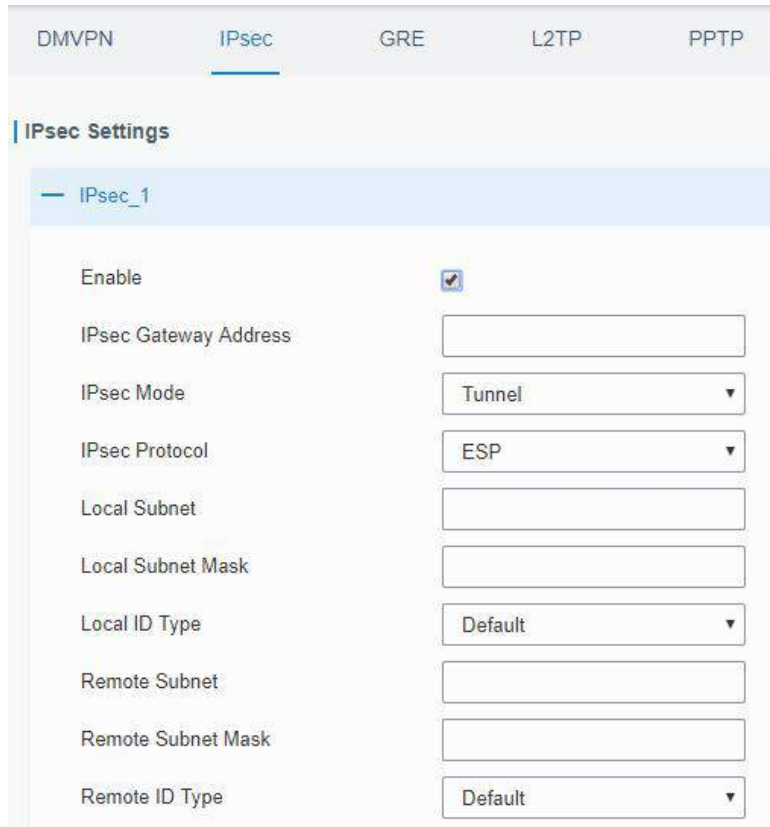 DMVPN IPsec GRE L2TP PPTP
IPsec Settings
IPsec_1
Enable
IPsec Gateway Address
IPsec Mode Tunnel
IPsec Protocol ESP
Local Subnet
Local Subnet Mask
Local ID Type Default
Remote Subnet
Remote Subnet Mask
Remote ID Type Default